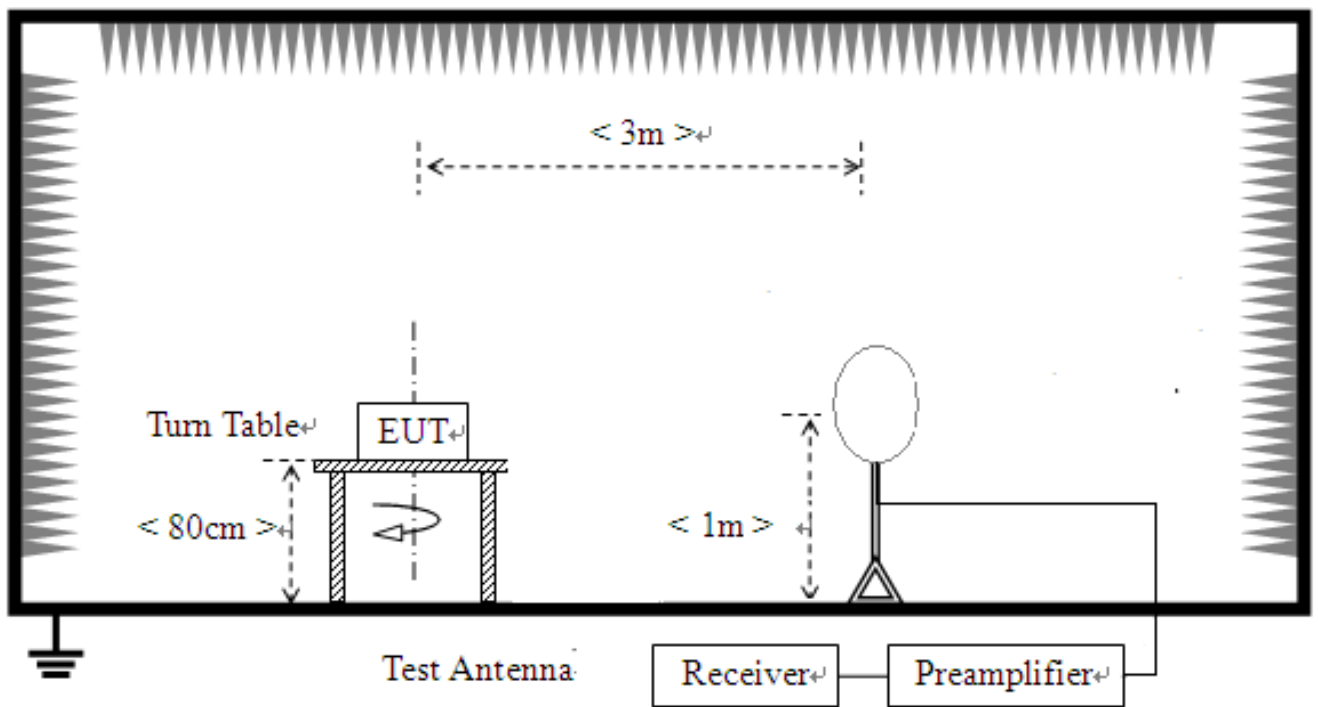 < 3m >↵
Turn Table↵
EUT↵
< 80cm >↵
< 1m >↵
Test Antenna
Receiver↵
Preamplifier↵